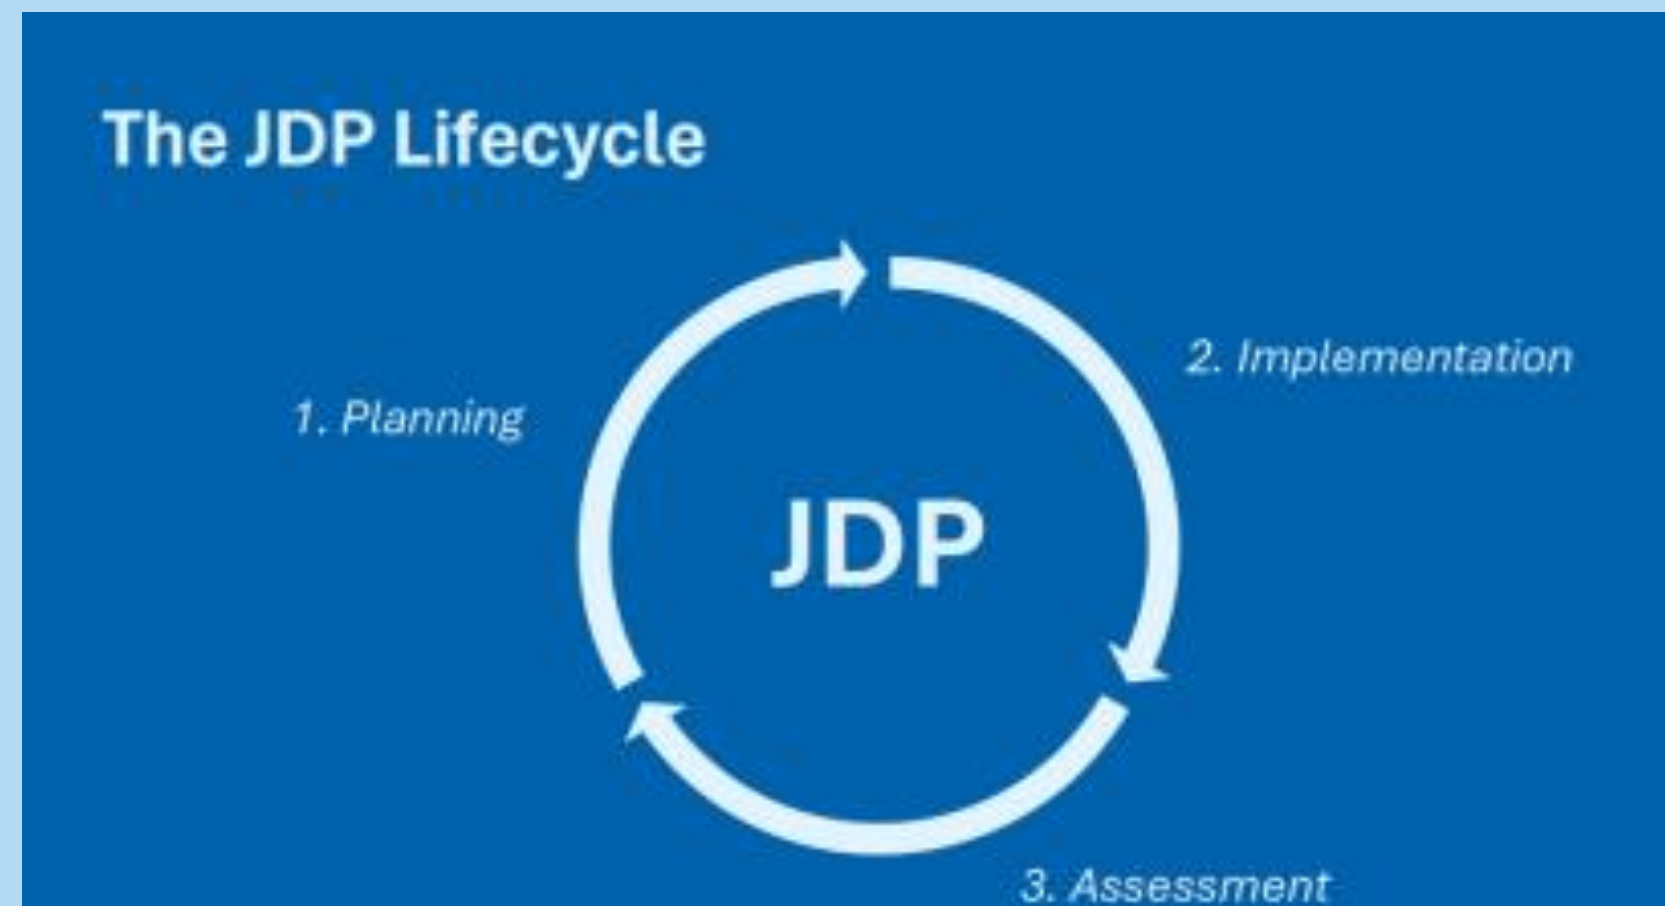 The JDP Lifecycle
1. Planning
2. Implementation
JDP
3. Assessment